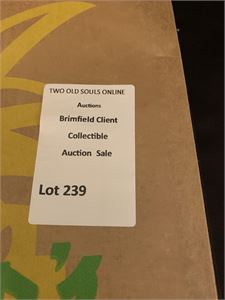 TWO OLD SOULS ONLINE
Auctions
Brimfield Client
Collectible
Auction Sale
Lot 239